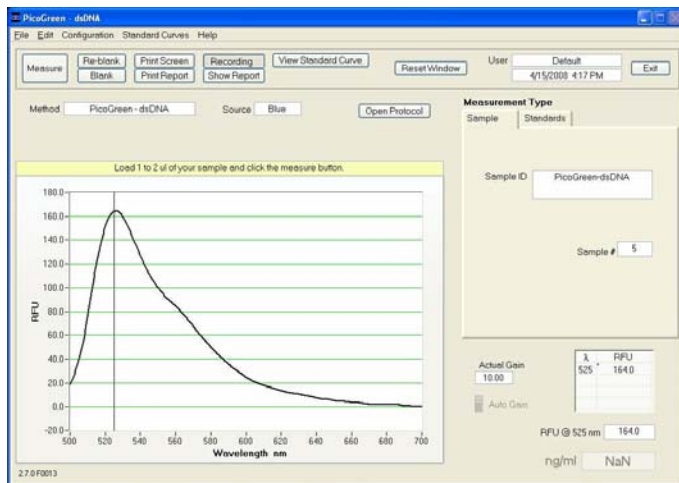 PicoGreen - dsDNA
File Edit Configuration Standard Curves Help
Measure
Re-blank
Blank
Print Screen
Print Report
Recording
Show Report
View Standard Curve
Reset Window
User
Default
4/15/2008 4:17 PM
Exit
Method PicoGreen - dsDNA Source Blue Open Protocol
Measurement Type
Sample Standards
Load 1 to 2 ul of your sample and click the measure button.
Sample ID PicoGreen-dsDNA
Sample # 5
180.0
160.0
140.0
120.0
100.0
80.0
60.0
40.0
20.0
0.0
-20.0
RFU
500 520 540 560 580 600 620 640 660 680 700
Wavelength nm
Actual Gain
10.00
Auto Gain
λ RFU
525 * 164.0
RFU @ 525 nm 164.0
ng/ml NaN
2.7.0 F0013